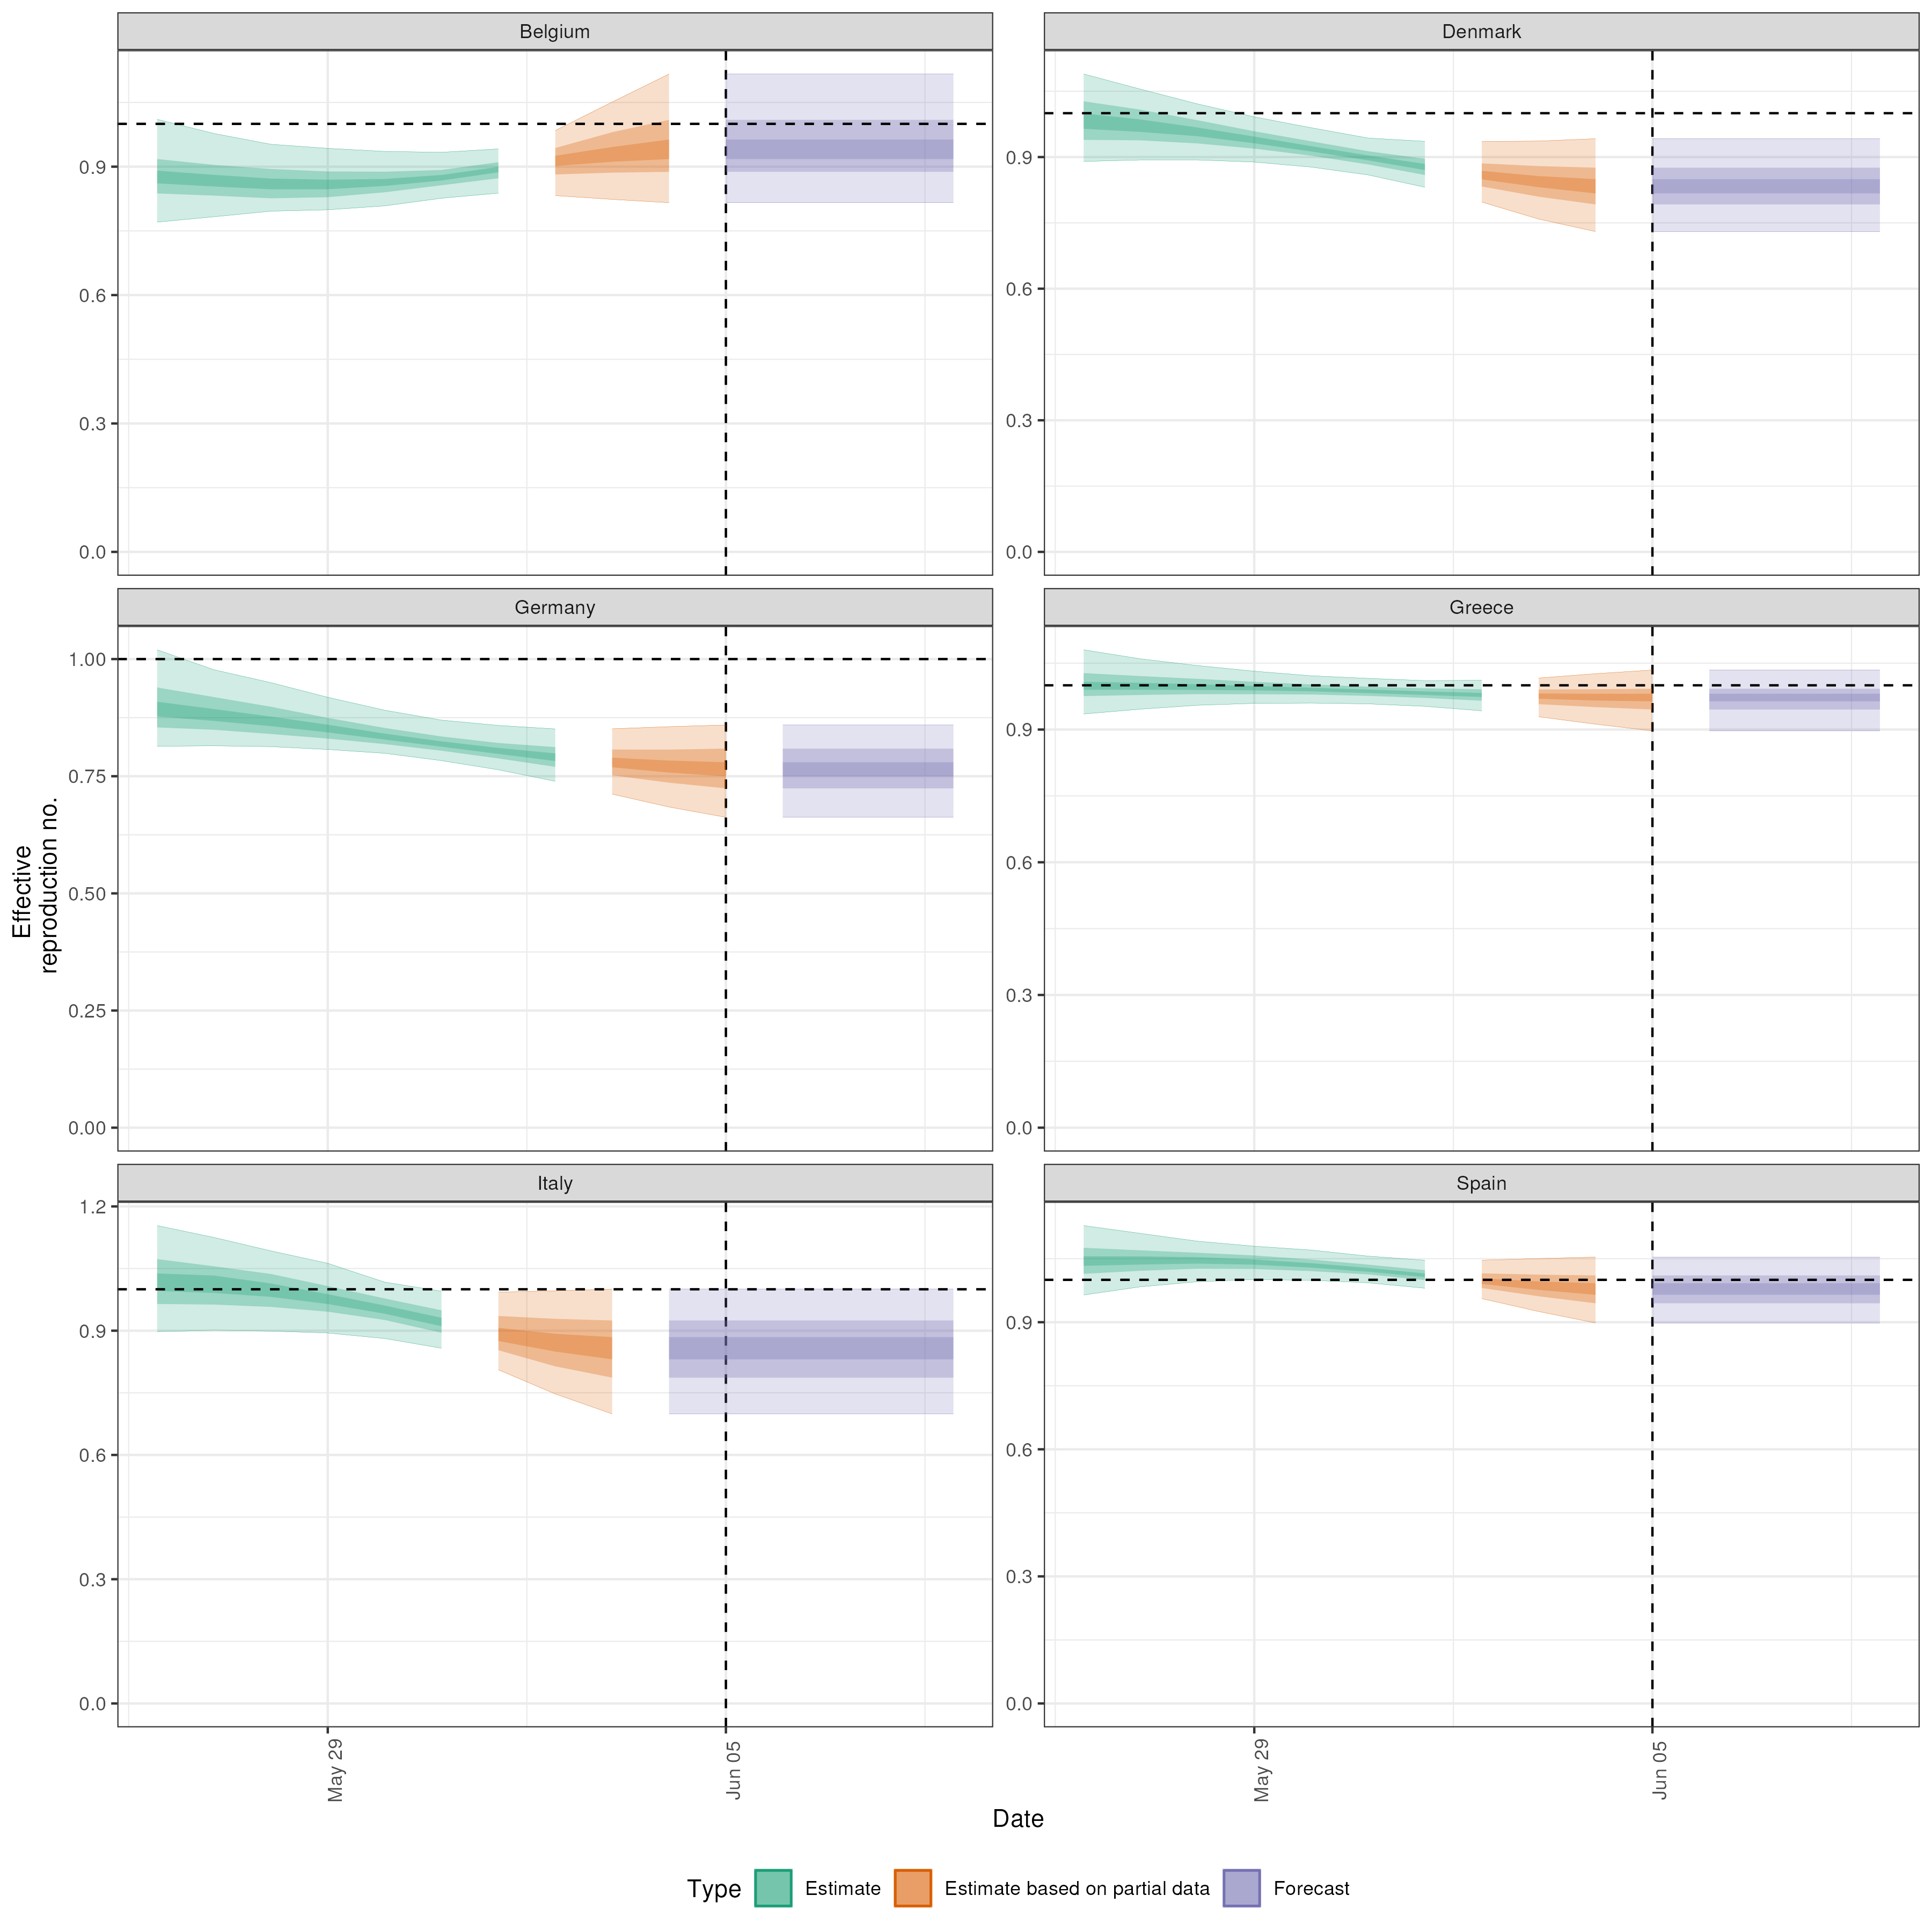 Belgium
Denmark
0.9
0.6
0.3
0.0
0.9
0.6
0.3
0.0
Germany
Greece
1.00
0.75
0.50
0.25
0.00
0.9
0.6
0.3
0.0
Effective
reproduction no.
Italy
Spain
1.2
0.9
0.6
0.3
0.0
0.9
0.6
0.3
0.0
May 29
Jun 05
May 29
Jun 05
Date
Type
Estimate
Estimate based on partial data
Forecast